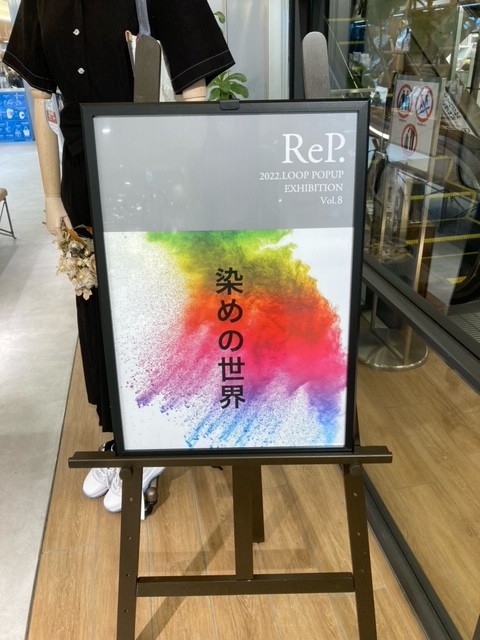 ReP.
2022.LOOP POPUP
EXHIBITION
Vol.8
染めの世界